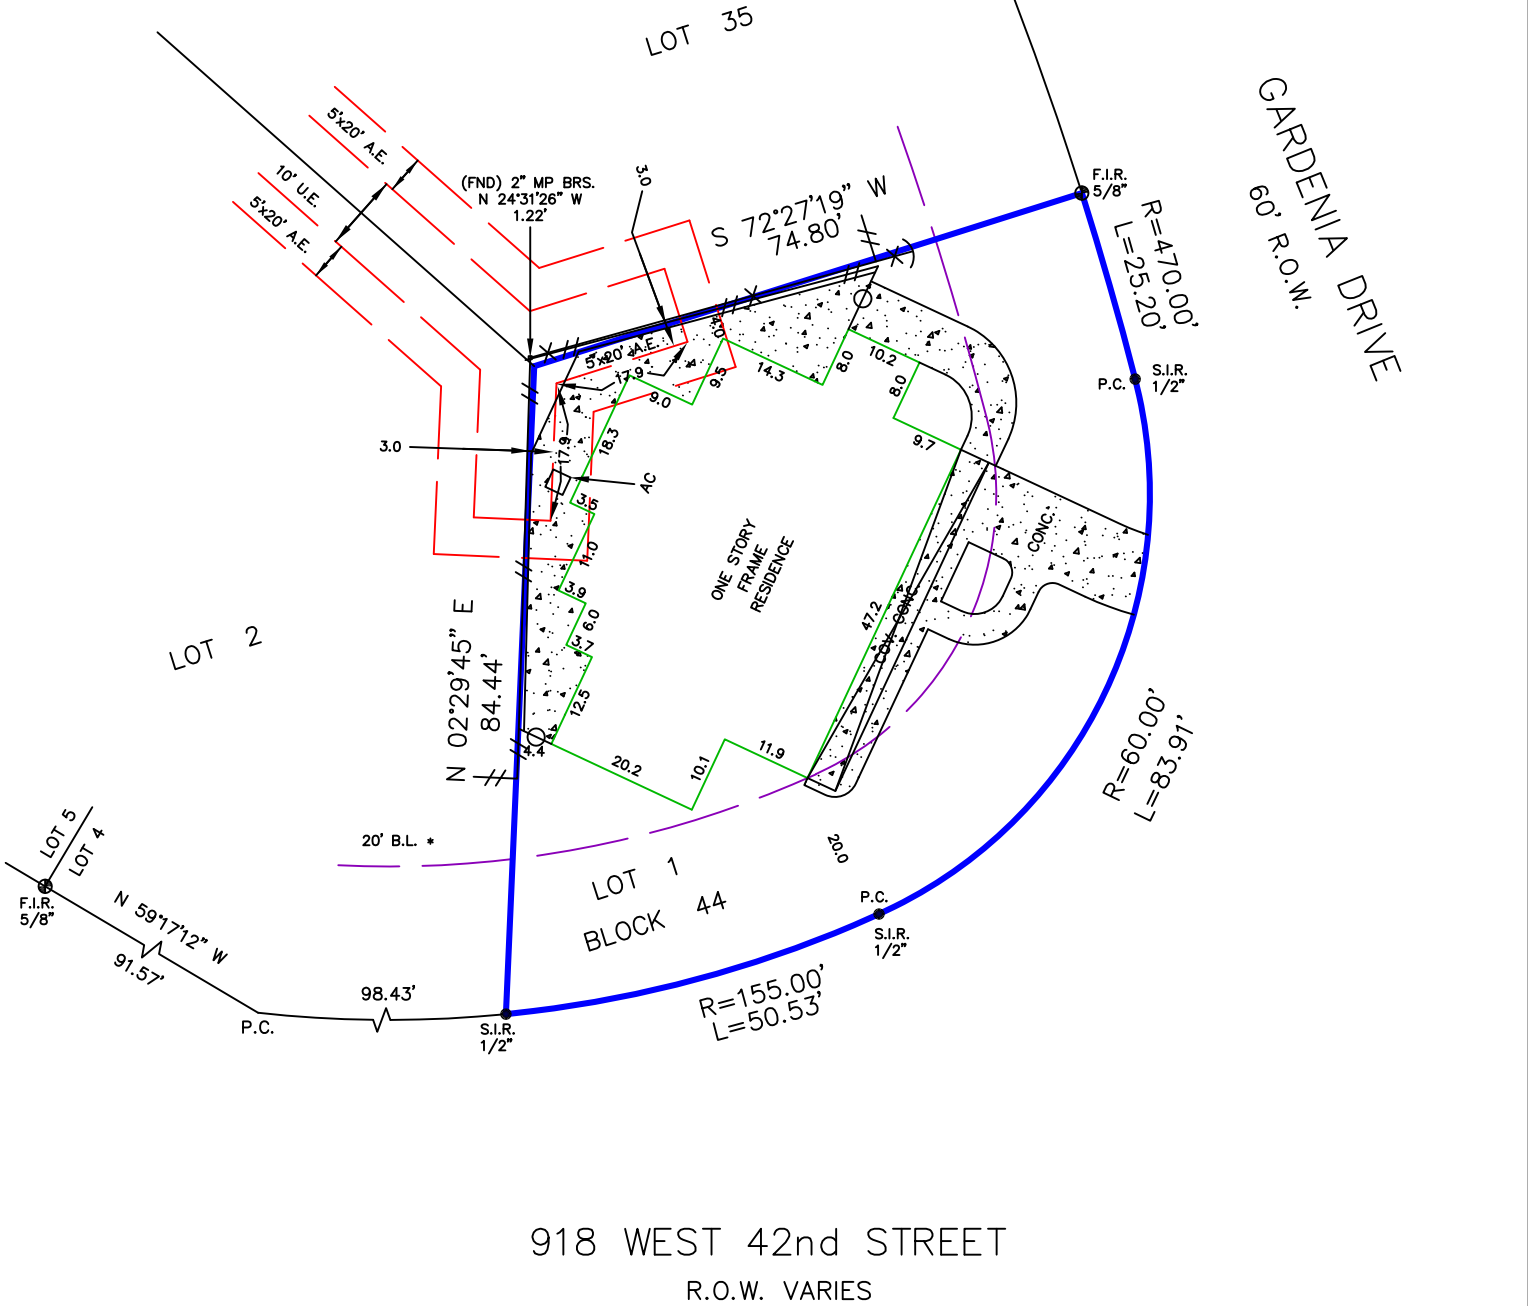 LOT 35
GARDENIA DRIVE
60' R.O.W.
5'x20' A.E.
10' U.E.
5'x20' A.E.
(FND) 2" MP BRS.
N 24°31'26" W
1.22'
3.0
S 72°27'19" W
74.80'
F.I.R.
5/8"
R=470.00'
L=25.20'
P.C.
S.I.R.
1/2"
5'x20' A.E.
4.0
17.9
9.0
9.5
14.3
8.0
10.2
8.0
9.7
3.0
17.9
18.3
AC
3.5
11.0
3.9
6.0
3.7
12.5
4.4
20.2
10.1
11.9
47.2
ONE STORY
FRAME
RESIDENCE
COV. CONC.
CONC.
LOT 2
N 02°29'45" E
84.44'
R=60.00'
L=83.91'
20' B.L. *
20.0
LOT 1
BLOCK 44
LOT 5
LOT 4
F.I.R.
5/8"
N 59°17'12" W
91.57'
P.C.
98.43'
S.I.R.
1/2"
P.C.
S.I.R.
1/2"
R=155.00'
L=50.53'
918 WEST 42nd STREET
R.O.W. VARIES